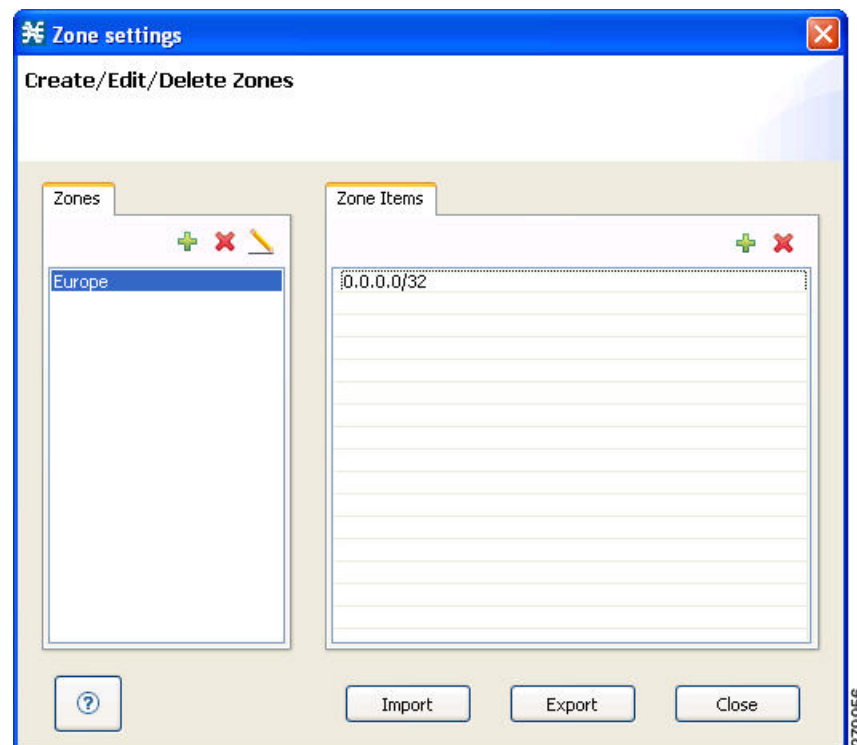 Zone settings
Create/Edit/Delete Zones
Zones
Zone Items
Europe
0.0.0.0/32
?
Import
Export
Close